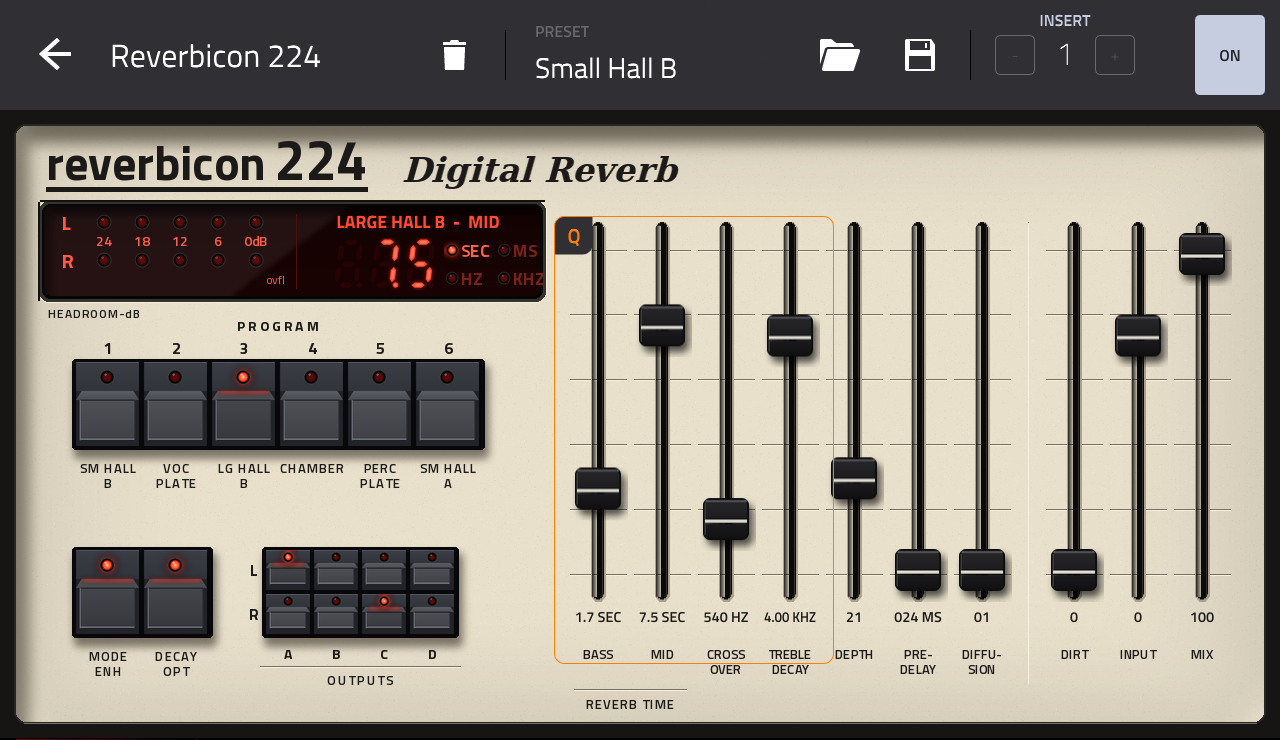 Reverbicon 224
PRESET
Small Hall B
INSERT
- 1 +
ON
reverbicon 224 Digital Reverb
L
24 18 12 6 0dB
R
ovfl
LARGE HALL B - MID
7.5
SEC MS
HZ KHZ
HEADROOM-dB
PROGRAM
1 2 3 4 5 6
SM HALL B
VOC PLATE
LG HALL B
CHAMBER
PERC PLATE
SM HALL A
MODE ENH
DECAY OPT
L
R
A B C D
OUTPUTS
Q
1.7 SEC 7.5 SEC 540 HZ 4.00 KHZ 21 024 MS 01 0 0 100
BASS
MID
CROSS OVER
TREBLE DECAY
DEPTH
PRE-DELAY
DIFFU-SION
DIRT
INPUT
MIX
REVERB TIME